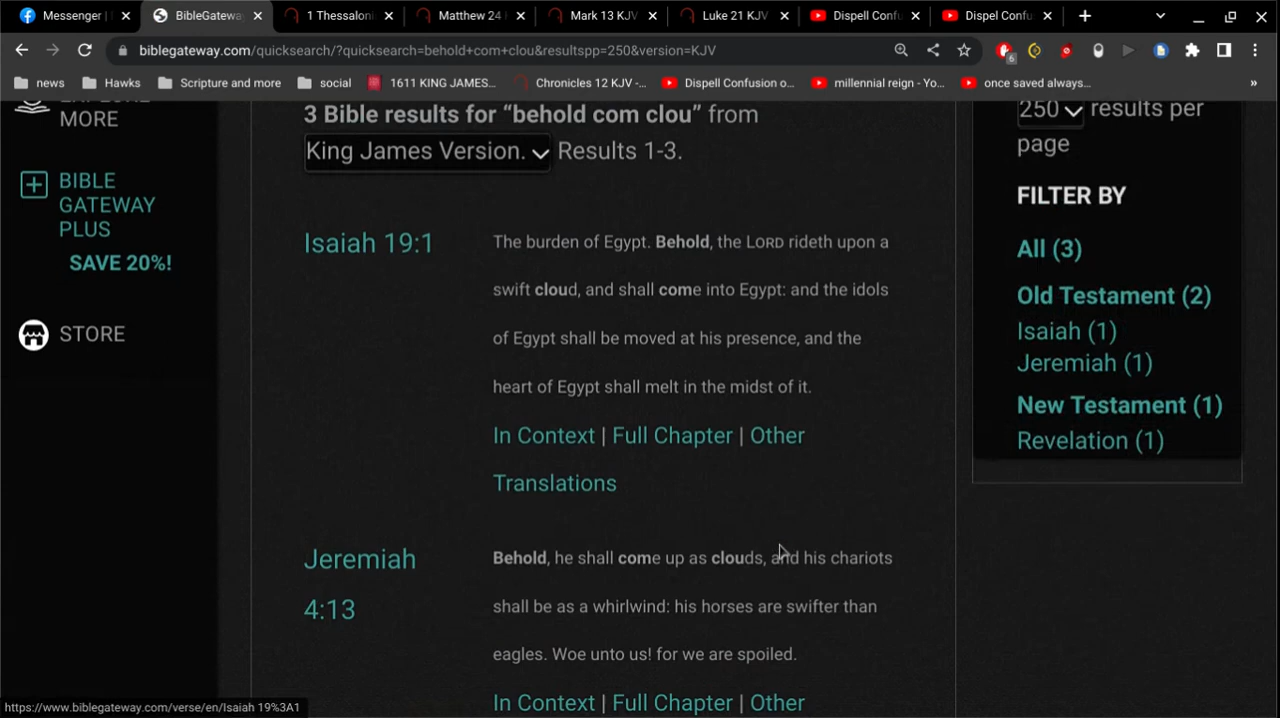 Messenger |
BibleGateway
1 Thessaloni
Matthew 24
Mark 13 KJV
Luke 21 KJV
Dispell Conf
Dispel Confu
biblegateway.com/quicksearch/?quicksearch=behold+com+clou&resultspp=250&version=KJV
6
news
Hawks
Scripture and more
social
1611 KING JAMES...
Chronicles 12 KJV -...
Dispell Confusion o...
millennial reign - Yo...
once saved always...
»
MORE
BIBLE
GATEWAY
PLUS
SAVE 20%!
STORE
3 Bible results for “behold com clou” from
King James Version. Results 1-3.
Isaiah 19:1
The burden of Egypt. Behold, the LORD rideth upon a
swift cloud, and shall come into Egypt: and the idols
of Egypt shall be moved at his presence, and the
heart of Egypt shall melt in the midst of it.
In Context | Full Chapter | Other
Translations
Jeremiah
4:13
Behold, he shall come up as clouds, and his chariots
shall be as a whirlwind: his horses are swifter than
eagles. Woe unto us! for we are spoiled.
In Context | Full Chapter | Other
250 results per
page
FILTER BY
All (3)
Old Testament (2)
Isaiah (1)
Jeremiah (1)
New Testament (1)
Revelation (1)
https://www.biblegateway.com/verse/en/Isaiah 19%3A1